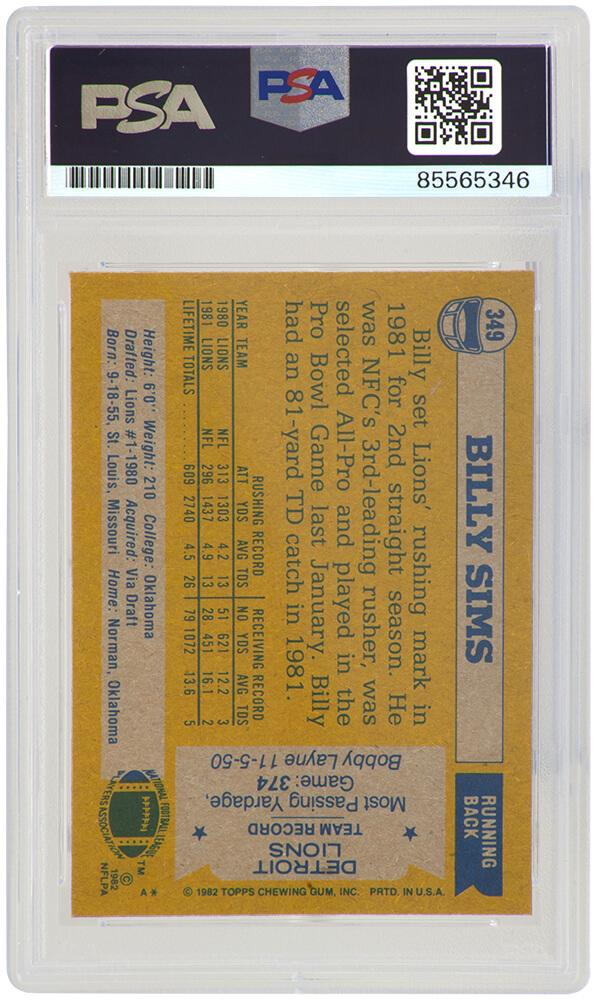 PSA
PSA
85565346
349
BILLY SIMS
RUNNING
BACK
Billy set Lions' rushing mark in
1981 for 2nd straight season. He
was NFC's 3rd-leading rusher, was
selected All-Pro and played in the
Pro Bowl Game last January. Billy
had an 81-yard TD catch in 1981.
RUSHING RECORD RECEIVING RECORD
YEAR TEAM ATT YDS AVG TDS NO YDS AVG TDS
1980 LIONS NFL 313 1303 4.2 13 51 621 12.2 3
1981 LIONS NFL 296 1437 4.9 13 28 451 16.1 2
LIFETIME TOTALS ......... 609 2740 4.5 26 79 1072 13.6 5
Height: 6'0" Weight: 210 College: Oklahoma
Drafted: Lions #1-1980 Acquired: Via Draft
Born: 9-18-55, St. Louis, Missouri Home: Norman, Oklahoma
DETROIT
LIONS
★ TEAM RECORD ★
Most Passing Yardage,
Game: 374
Bobby Layne 11-5-50
NATIONAL FOOTBALL LEAGUE
PLAYERS ASSOCIATION
TM
©
1982
NFLPA
A*
© 1982 TOPPS CHEWING GUM, INC. PRTD. IN U.S.A.